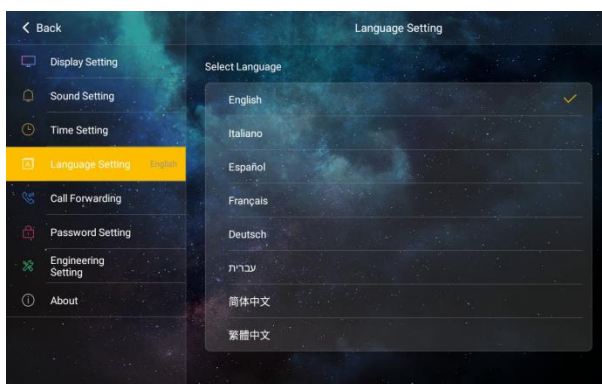 Back
Language Setting
Display Setting
Sound Setting
Time Setting
Language Setting English
Call Forwarding
Password Setting
Engineering
Setting
About
Select Language
English
Italiano
Español
Français
Deutsch
עברית
简体中文
繁體中文